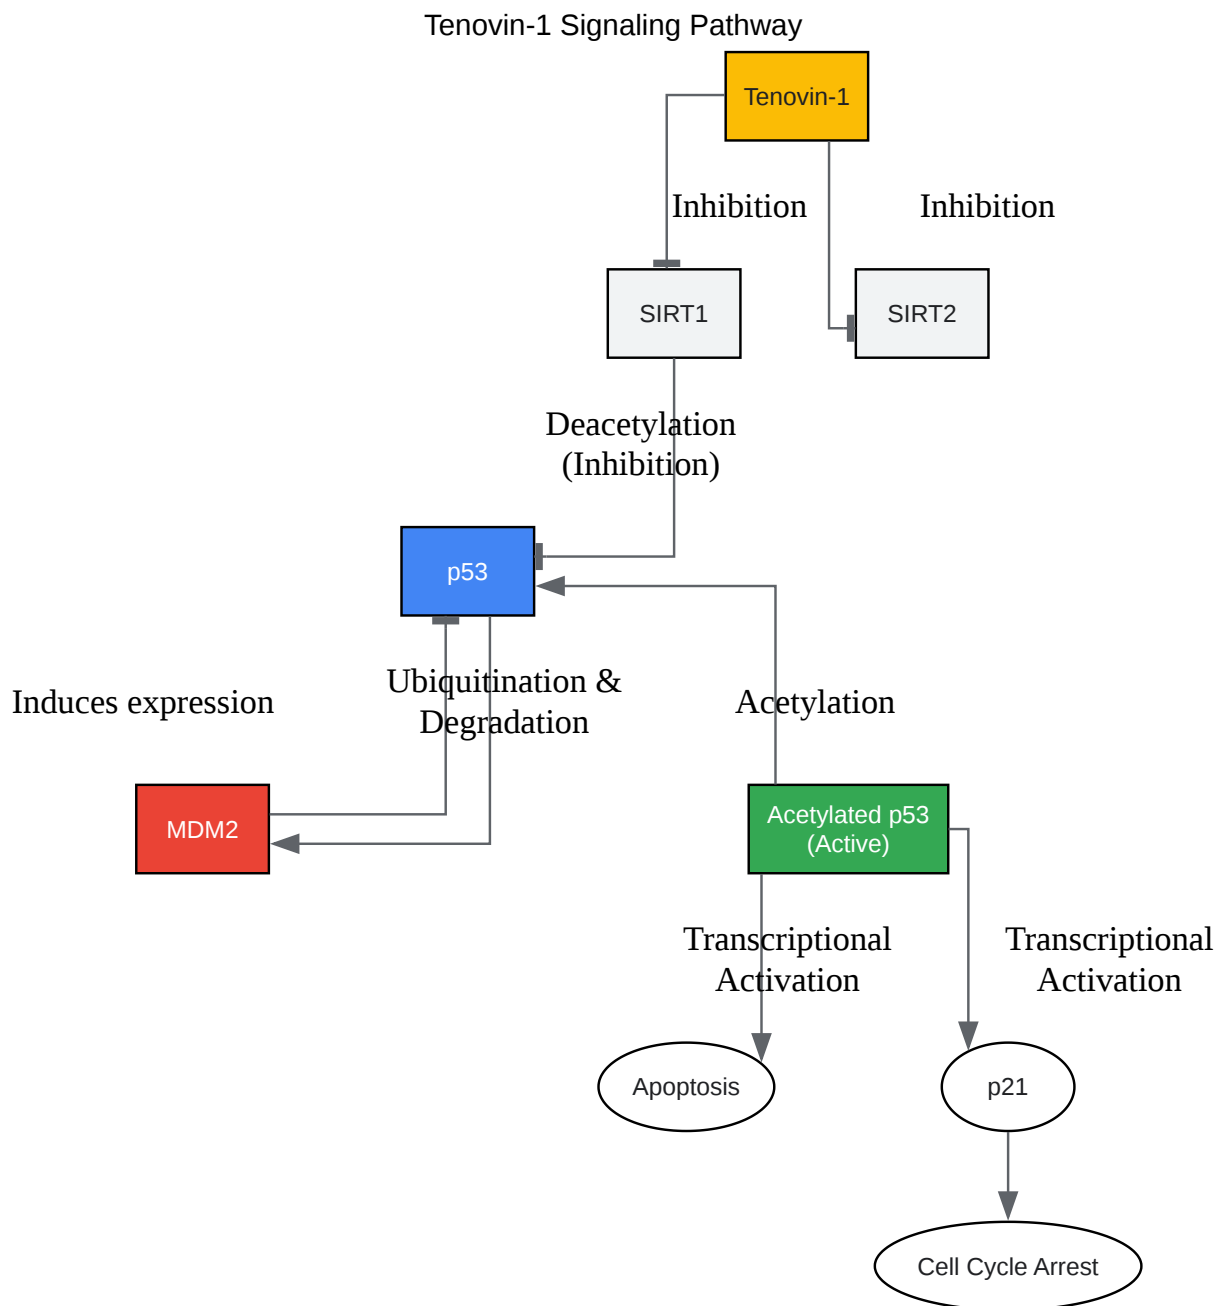 Tenovin-1 Signaling Pathway
Tenovin-1
Inhibition
Inhibition
SIRT1
SIRT2
Deacetylation
(Inhibition)
p53
Induces expression
Ubiquitination &
Degradation
Acetylation
MDM2
Acetylated p53
(Active)
Transcriptional
Activation
Transcriptional
Activation
Apoptosis
p21
Cell Cycle Arrest